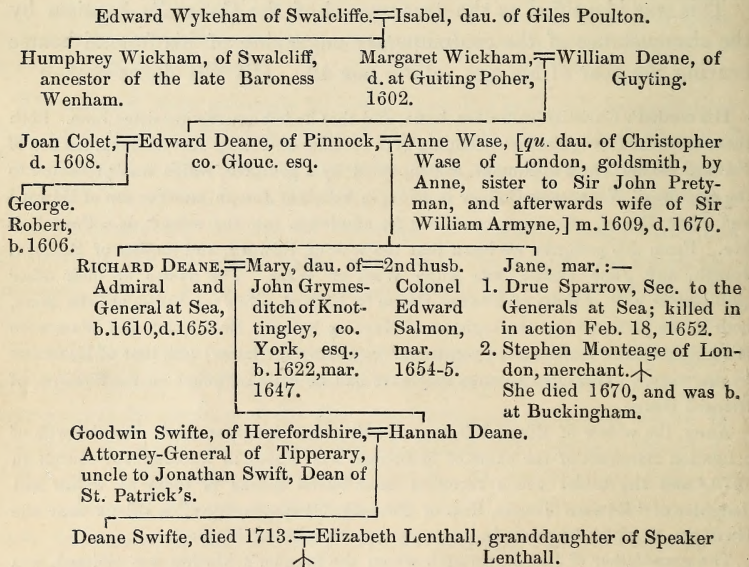 Edward Wykeham of Swalcliffe.=Isabel, dau. of Giles Poulton.
Humphrey Wickham, of Swalcliff,
ancestor of the late Baroness
Wenham.
Margaret Wickham,=William Deane, of
d. at Guiting Poher, Guyting.
1602.
Joan Colet,=Edward Deane, of Pinnock,=Anne Wase, [qu. dau. of Christopher
d. 1608. co. Glouc. esq. Wase of London, goldsmith, by
Anne, sister to Sir John Prety-
man, and afterwards wife of Sir
William Armyne,] m. 1609, d. 1670.
George.
Robert,
b. 1606.
RICHARD DEANE,=Mary, dau. of=2nd husb.
Admiral and John Grymes- Colonel
General at Sea, ditch of Knot- Edward
b. 1610, d. 1653. tingley, co. Salmon,
York, esq., mar.
b. 1622, mar. 1654-5.
1647.
Jane, mar. :—
1. Drue Sparrow, Sec. to the
Generals at Sea; killed in
in action Feb. 18, 1652.
2. Stephen Monteage of Lon-
don, merchant.
She died 1670, and was b.
at Buckingham.
Goodwin Swifte, of Herefordshire,=Hannah Deane.
Attorney-General of Tipperary,
uncle to Jonathan Swift, Dean of
St. Patrick's.
Deane Swifte, died 1713.=Elizabeth Lenthall, granddaughter of Speaker
Lenthall.